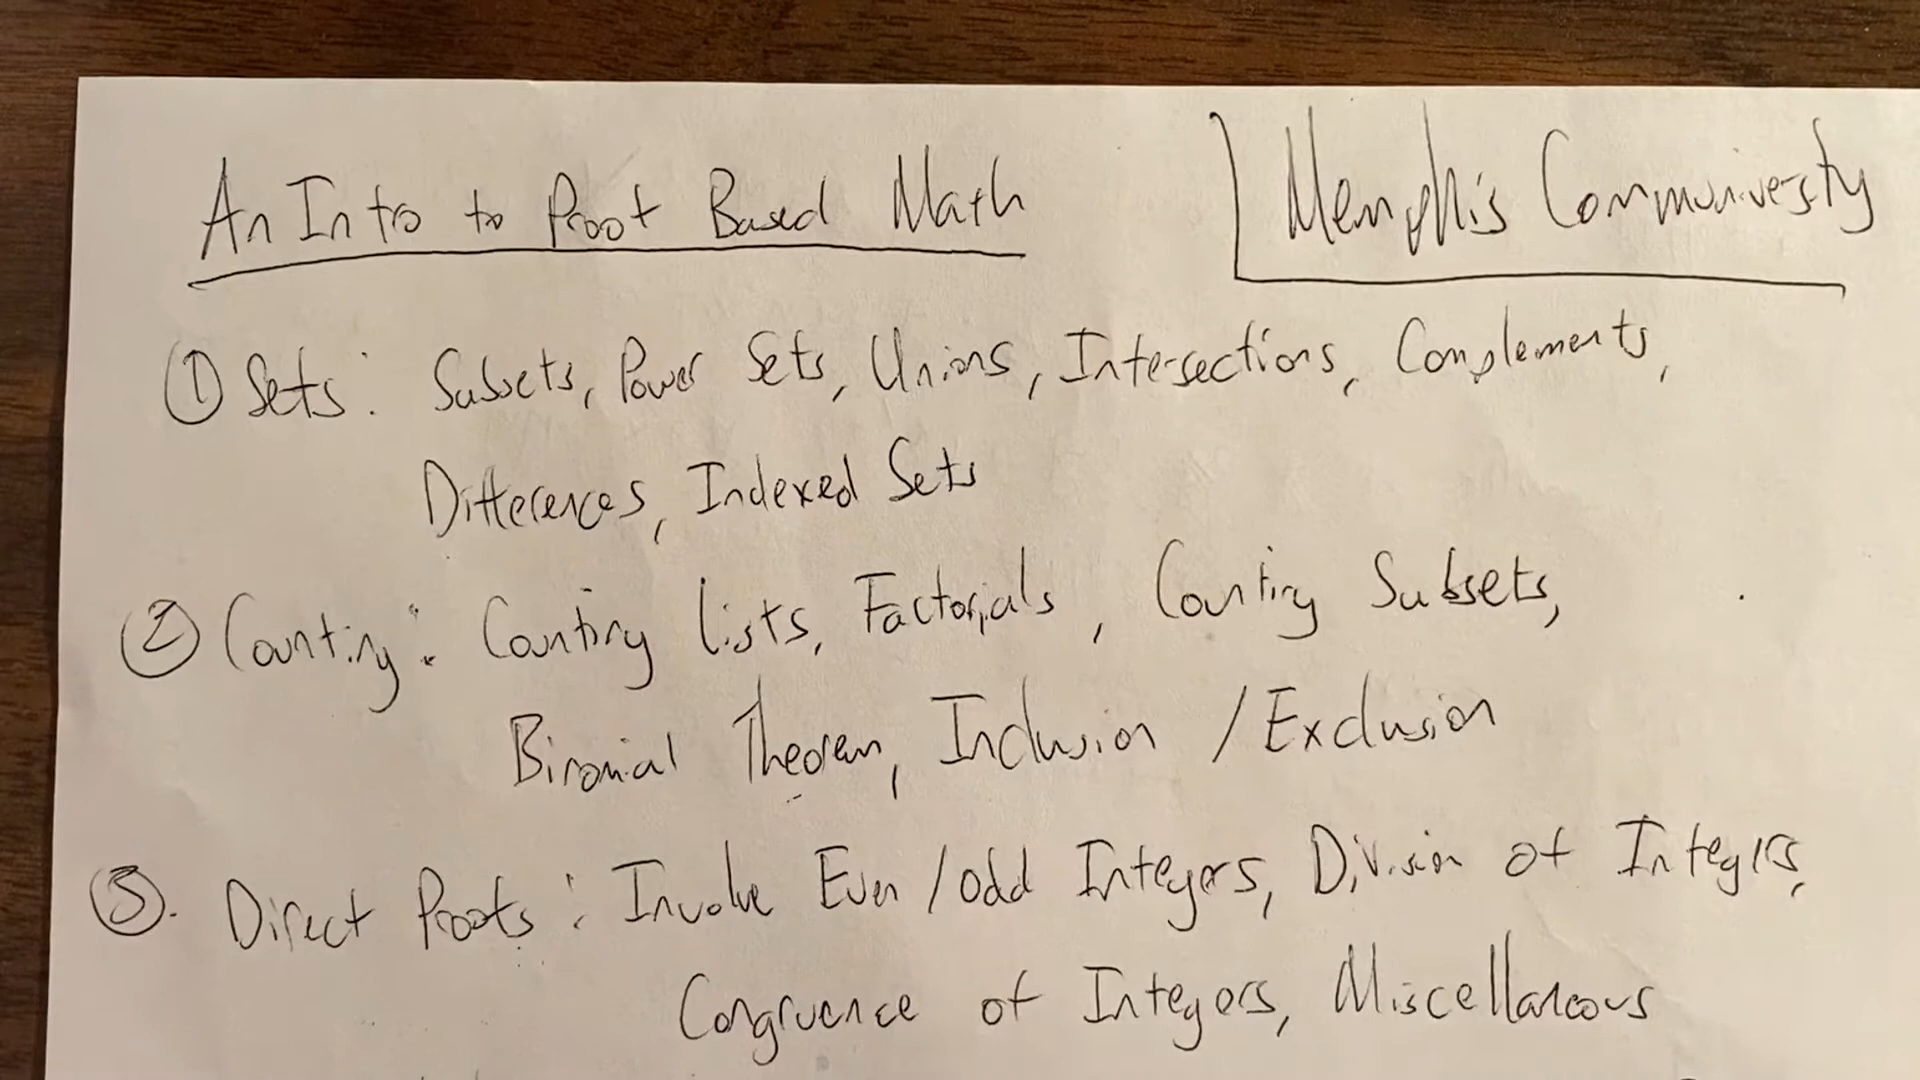 An Intro to Proof Based Math
Memphis Communiversity
① Sets: Subsets, Power Sets, Unions, Intersections, Complements,
Differences, Indexed Sets
② Counting: Counting Lists, Factorials, Counting Subsets,
Binomial Theorem, Inclusion / Exclusion
③. Direct Proofs: Involve Even / Odd Integers, Division of Integers,
Congruence of Integers, Miscellaneous